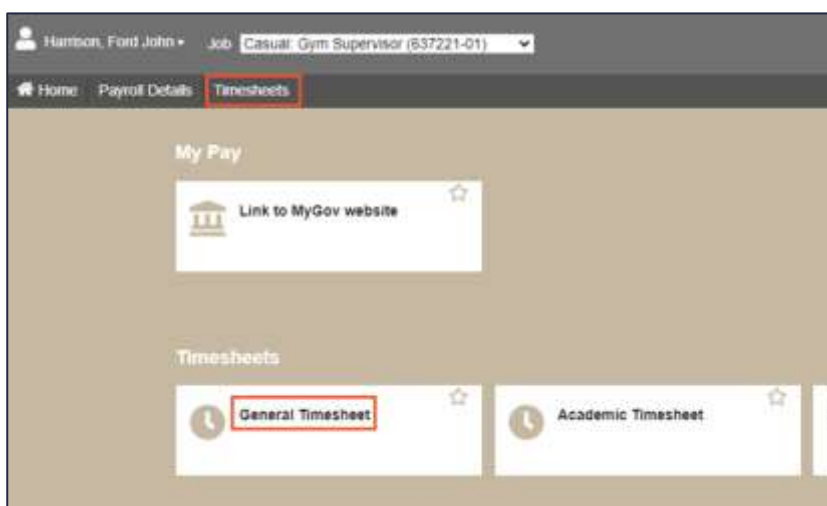 Harrison, Ford John Job Casual: Gym Supervisor (637221-01)
Home Payroll Details Timesheets
My Pay
Link to MyGov website
Timesheets
General Timesheet Academic Timesheet